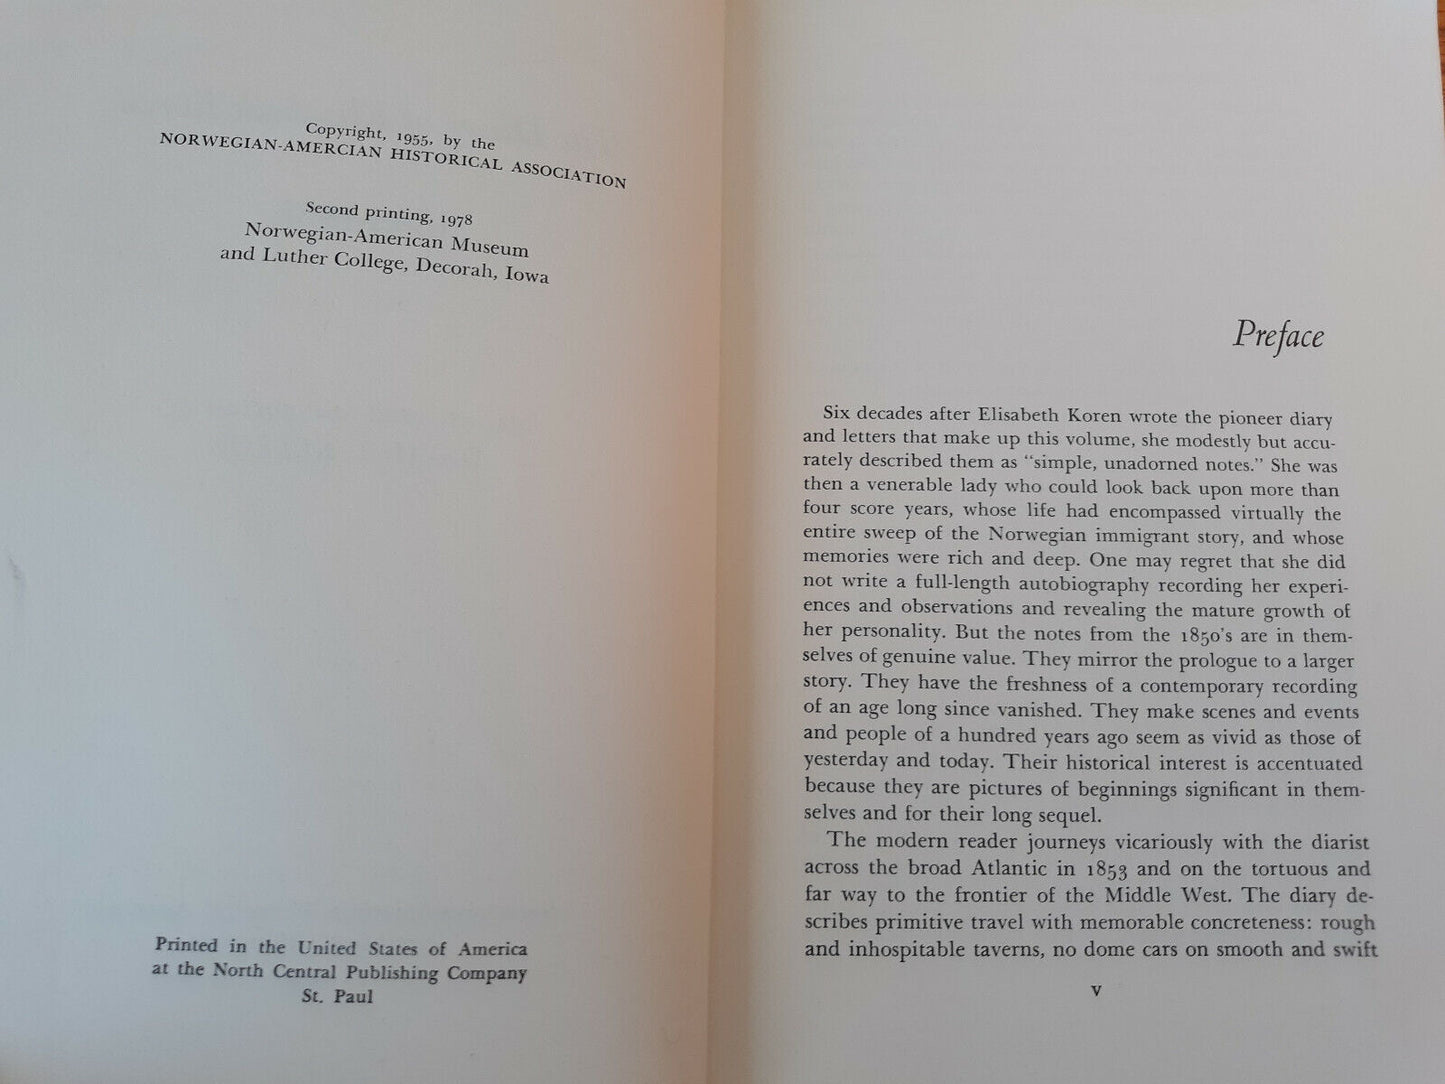 Copyright, 1955, by the
NORWEGIAN-AMERCIAN HISTORICAL ASSOCIATION
Second printing, 1978
Norwegian-American Museum
and Luther College, Decorah, Iowa
Printed in the United States of America
at the North Central Publishing Company
St. Paul
Preface
Six decades after Elisabeth Koren wrote the pioneer diary
and letters that make up this volume, she modestly but accu-
rately described them as “simple, unadorned notes.” She was
then a venerable lady who could look back upon more than
four score years, whose life had encompassed virtually the
entire sweep of the Norwegian immigrant story, and whose
memories were rich and deep. One may regret that she did
not write a full-length autobiography recording her experi-
ences and observations and revealing the mature growth of
her personality. But the notes from the 1850's are in them-
selves of genuine value. They mirror the prologue to a larger
story. They have the freshness of a contemporary recording
of an age long since vanished. They make scenes and events
and people of a hundred years ago seem as vivid as those of
yesterday and today. Their historical interest is accentuated
because they are pictures of beginnings significant in them-
selves and for their long sequel.
The modern reader journeys vicariously with the diarist
across the broad Atlantic in 1853 and on the tortuous and
far way to the frontier of the Middle West. The diary de-
scribes primitive travel with memorable concreteness: rough
and inhospitable taverns, no dome cars on smooth and swift
v